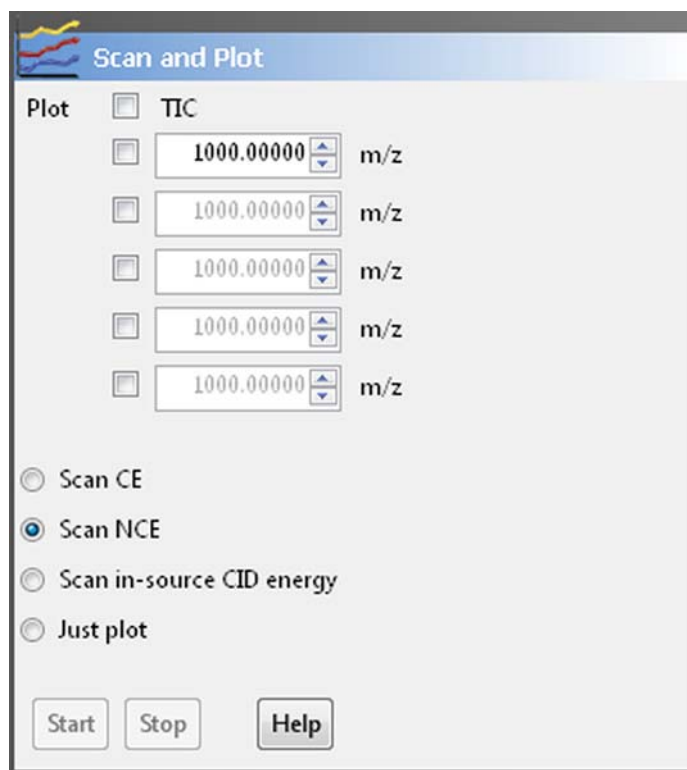 Scan and Plot
Plot TIC
1000.00000 m/z
1000.00000 m/z
1000.00000 m/z
1000.00000 m/z
1000.00000 m/z
Scan CE
Scan NCE
Scan in-source CID energy
Just plot
Start Stop Help